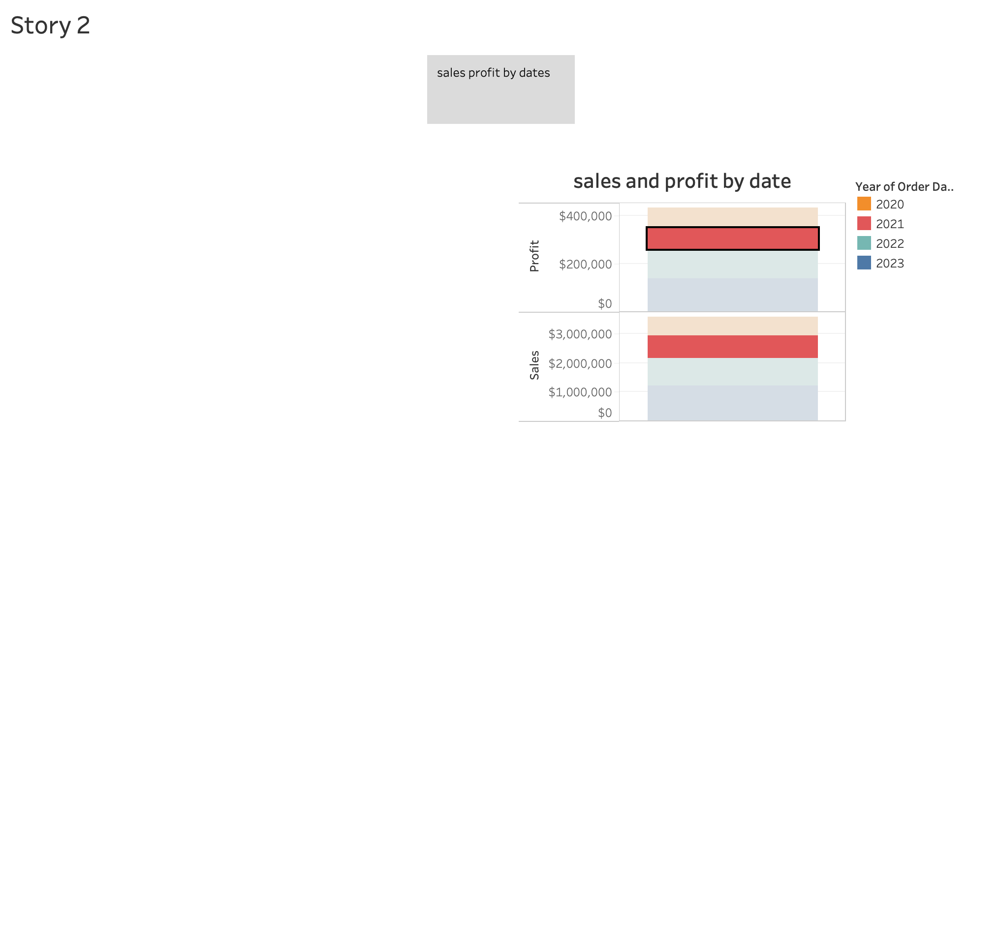 Story 2
sales profit by dates
sales and profit by date
Year of Order Da..
2020
2021
2022
2023
Profit
$400,000
$200,000
$0
Sales
$3,000,000
$2,000,000
$1,000,000
$0